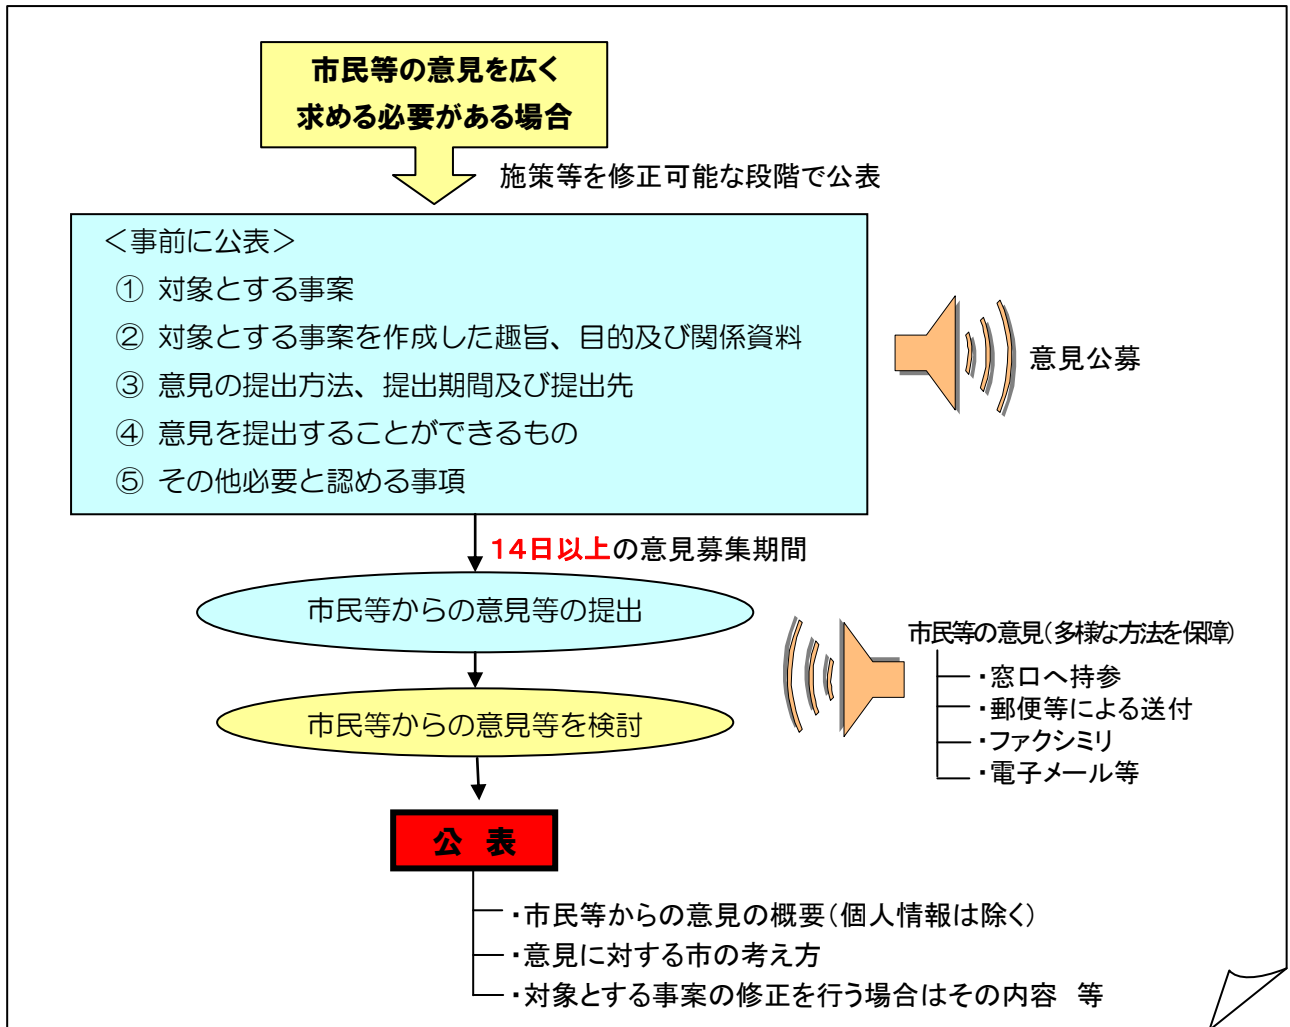 市民等の意見を広く
求める必要がある場合
施策等を修正可能な段階で公表
＜事前に公表＞
① 対象とする事案
② 対象とする事案を作成した趣旨、目的及び関係資料
③ 意見の提出方法、提出期間及び提出先
④ 意見を提出することができるもの
⑤ その他必要と認める事項
意見公募
14日以上の意見募集期間
市民等からの意見等の提出
市民等の意見（多様な方法を保障）
・窓口へ持参
・郵便等による送付
・ファクシミリ
・電子メール等
市民等からの意見等を検討
公 表
・市民等からの意見の概要（個人情報は除く）
・意見に対する市の考え方
・対象とする事案の修正を行う場合はその内容 等